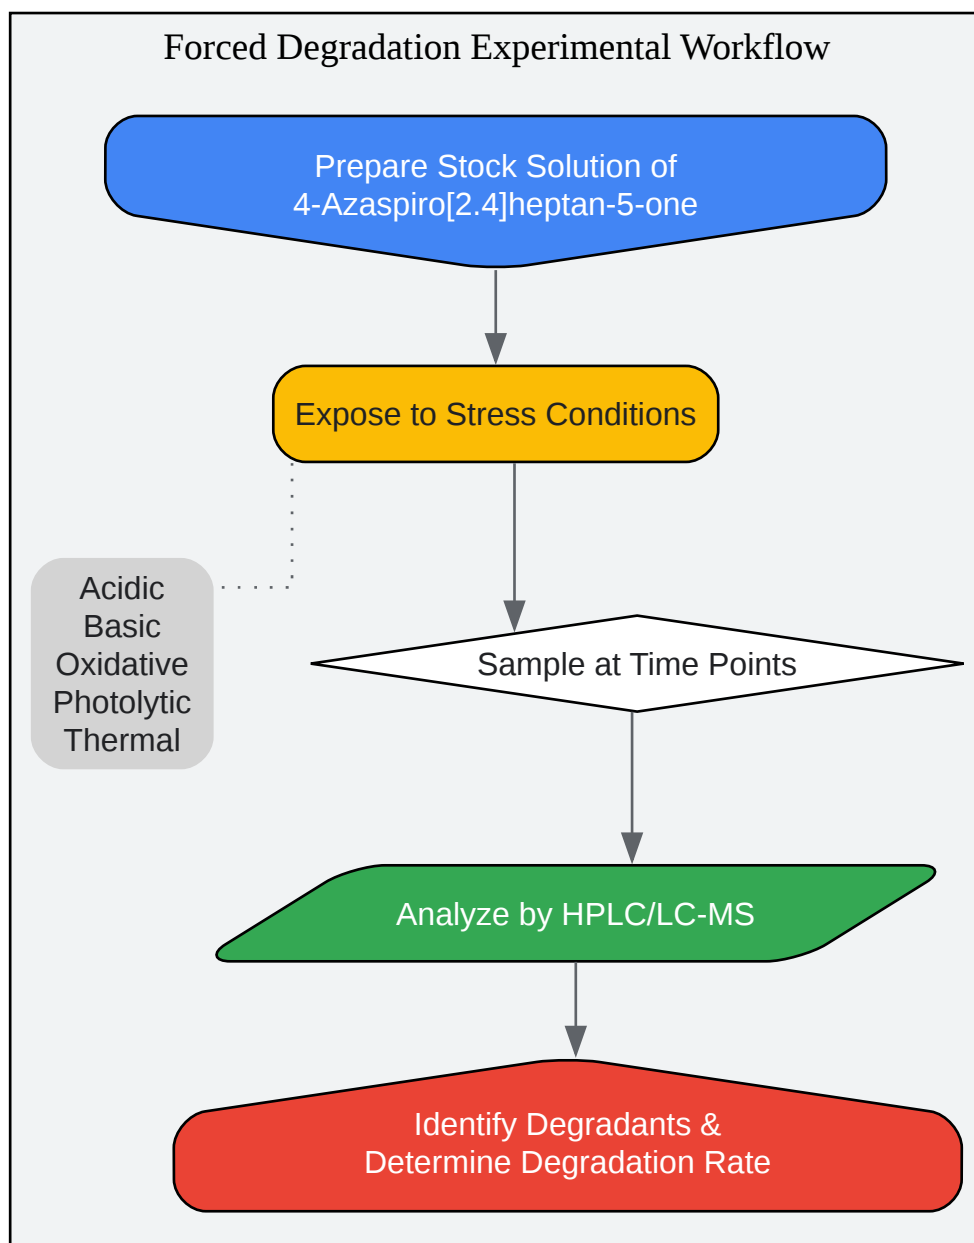 Forced Degradation Experimental Workflow
Prepare Stock Solution of
4-Azaspiro[2.4]heptan-5-one
Expose to Stress Conditions
Acidic
Basic
Oxidative
Photolytic
Thermal
Sample at Time Points
Analyze by HPLC/LC-MS
Identify Degradants &
Determine Degradation Rate